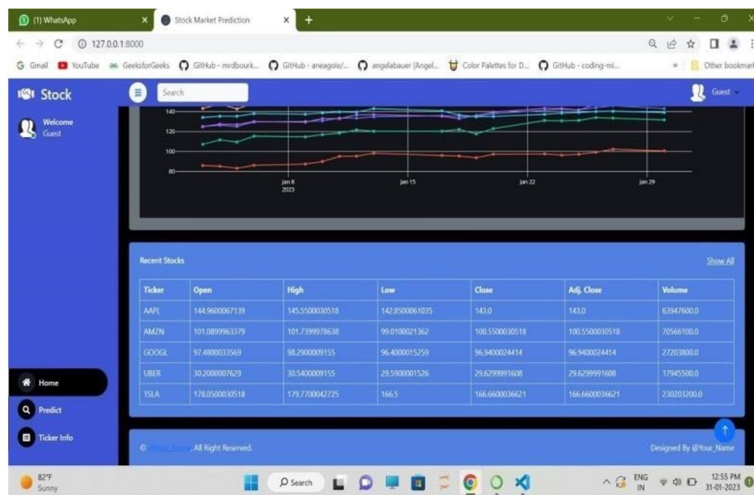 (1) WhatsApp
Stock Market Prediction
127.0.0.1:8000
Gmail YouTube GeeksforGeeks GitHub - mrdbourk... GitHub - aneagoie/... angelabauer (Angel... Color Palettes for D... GitHub - coding-mi... » Other bookmark
Stock
Search
Guest
Welcome
Guest
140
120
100
80
Jan 8 Jan 15 Jan 22 Jan 29
2023
Recent Stocks Show All
Ticker Open High Low Close Adj. Close Volume
AAPL 144.9600067139 145.5500030518 142.8500061035 143.0 143.0 63947600.0
AMZN 101.0899963379 101.7399978638 99.0100021362 100.5500030518 100.5500030518 70566100.0
GOOGL 97.4800033569 98.2900009155 96.4000015259 96.9400024414 96.9400024414 27203800.0
UBER 30.2000007629 30.5400009155 29.5900001526 29.6299991608 29.6299991608 17945500.0
TSLA 178.0500030518 179.7700042725 166.5 166.6600036621 166.6600036621 230203200.0
Home
Predict
Ticker Info
© , All Right Reserved. Designed By @Your_Name
82°F
Sunny
Search
ENG
IN
12:55 PM
31-01-2023